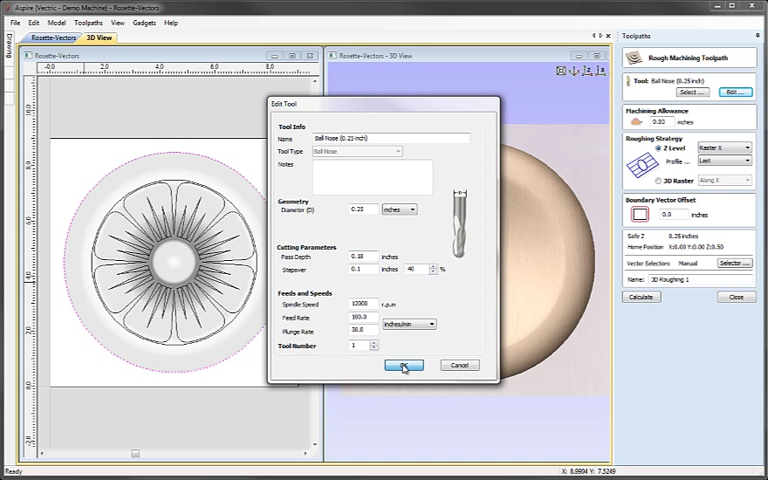 Aspire (Vectric - Demo Machine) - Rosette-Vectors
File Edit Model Toolpaths View Gadgets Help
Drawing
Rosette-Vectors 3D View
Rosette-Vectors
Rosette-Vectors - 3D View
Edit Tool
Tool Info
Name Ball Nose (0.25 inch)
Tool Type Ball Nose
Notes
Geometry
Diameter (D) 0.25 inches
Cutting Parameters
Pass Depth 0.18 inches
Stepover 0.1 inches 40 %
Feeds and Speeds
Spindle Speed 12000 r.p.m
Feed Rate 100.0
inches/min
Plunge Rate 30.0
Tool Number 1
Cancel
Toolpaths
Rough Machining Toolpath
Tool: Ball Nose (0.25 inch)
Select ... Edit ...
Machining Allowance
0.03 inches
Roughing Strategy
Z Level Raster X
Profile ... Last
3D Raster Along X
Boundary Vector Offset
0.0 inches
Safe Z 0.25 inches
Home Position X:0.00 Y:0.00 Z:0.50
Vector Selection: Manual Selector ...
Name: 3D Roughing 1
Calculate Close
Ready
X: 8.9904 Y: 7.5249